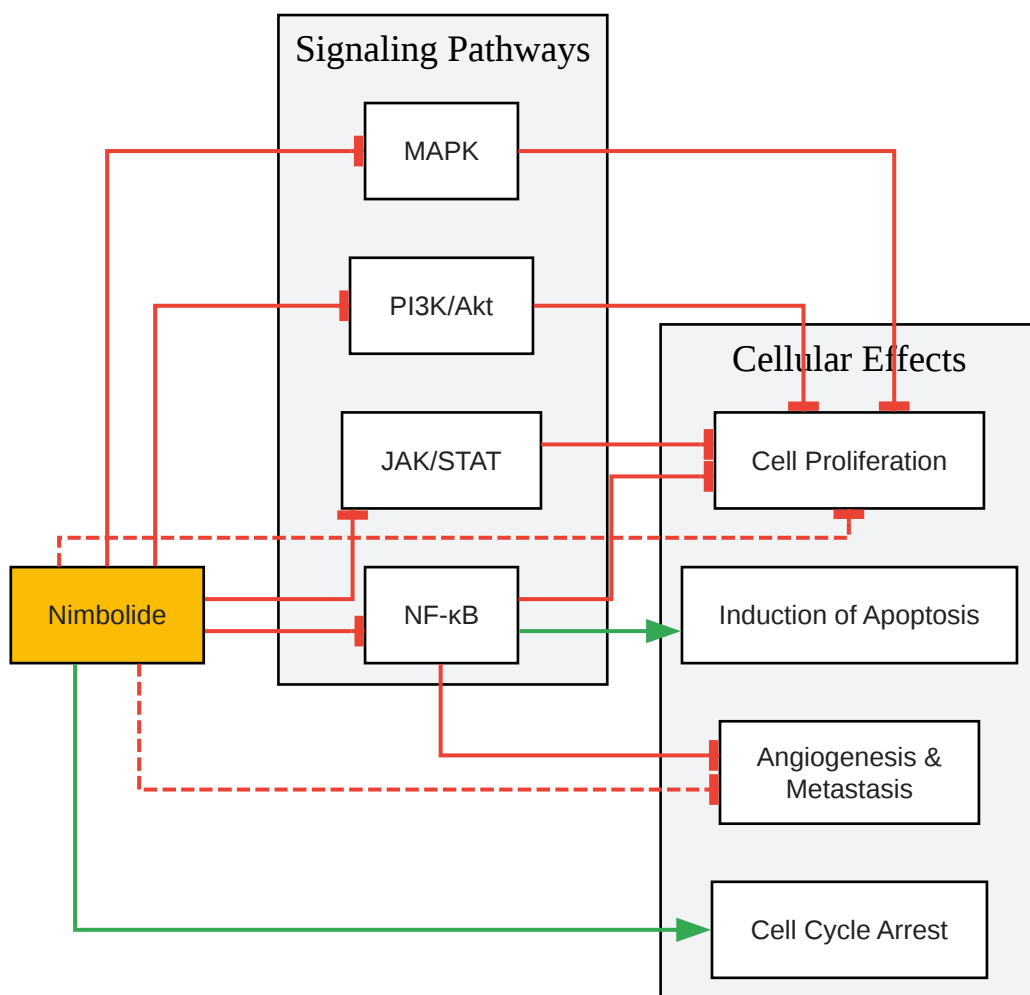 Signaling Pathways
MAPK
PI3K/Akt
Cellular Effects
JAK/STAT
Cell Proliferation
Nimbolide
NF-κB
Induction of Apoptosis
Angiogenesis &
Metastasis
Cell Cycle Arrest